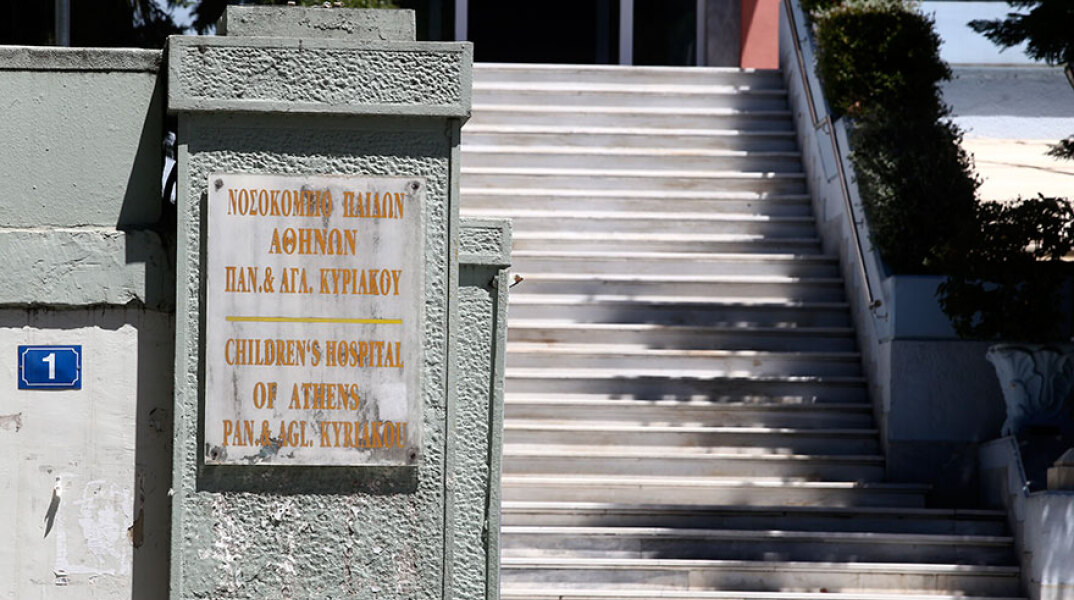 ΝΟΣΟΚΟΜΕΙΟ ΠΑΙΔΩΝ
ΑΘΗΝΩΝ
ΠΑΝ. & ΑΓΛ. ΚΥΡΙΑΚΟΥ
CHILDREN'S HOSPITAL
OF ATHENS
PAN. & AGL. KYRIAKOU
1